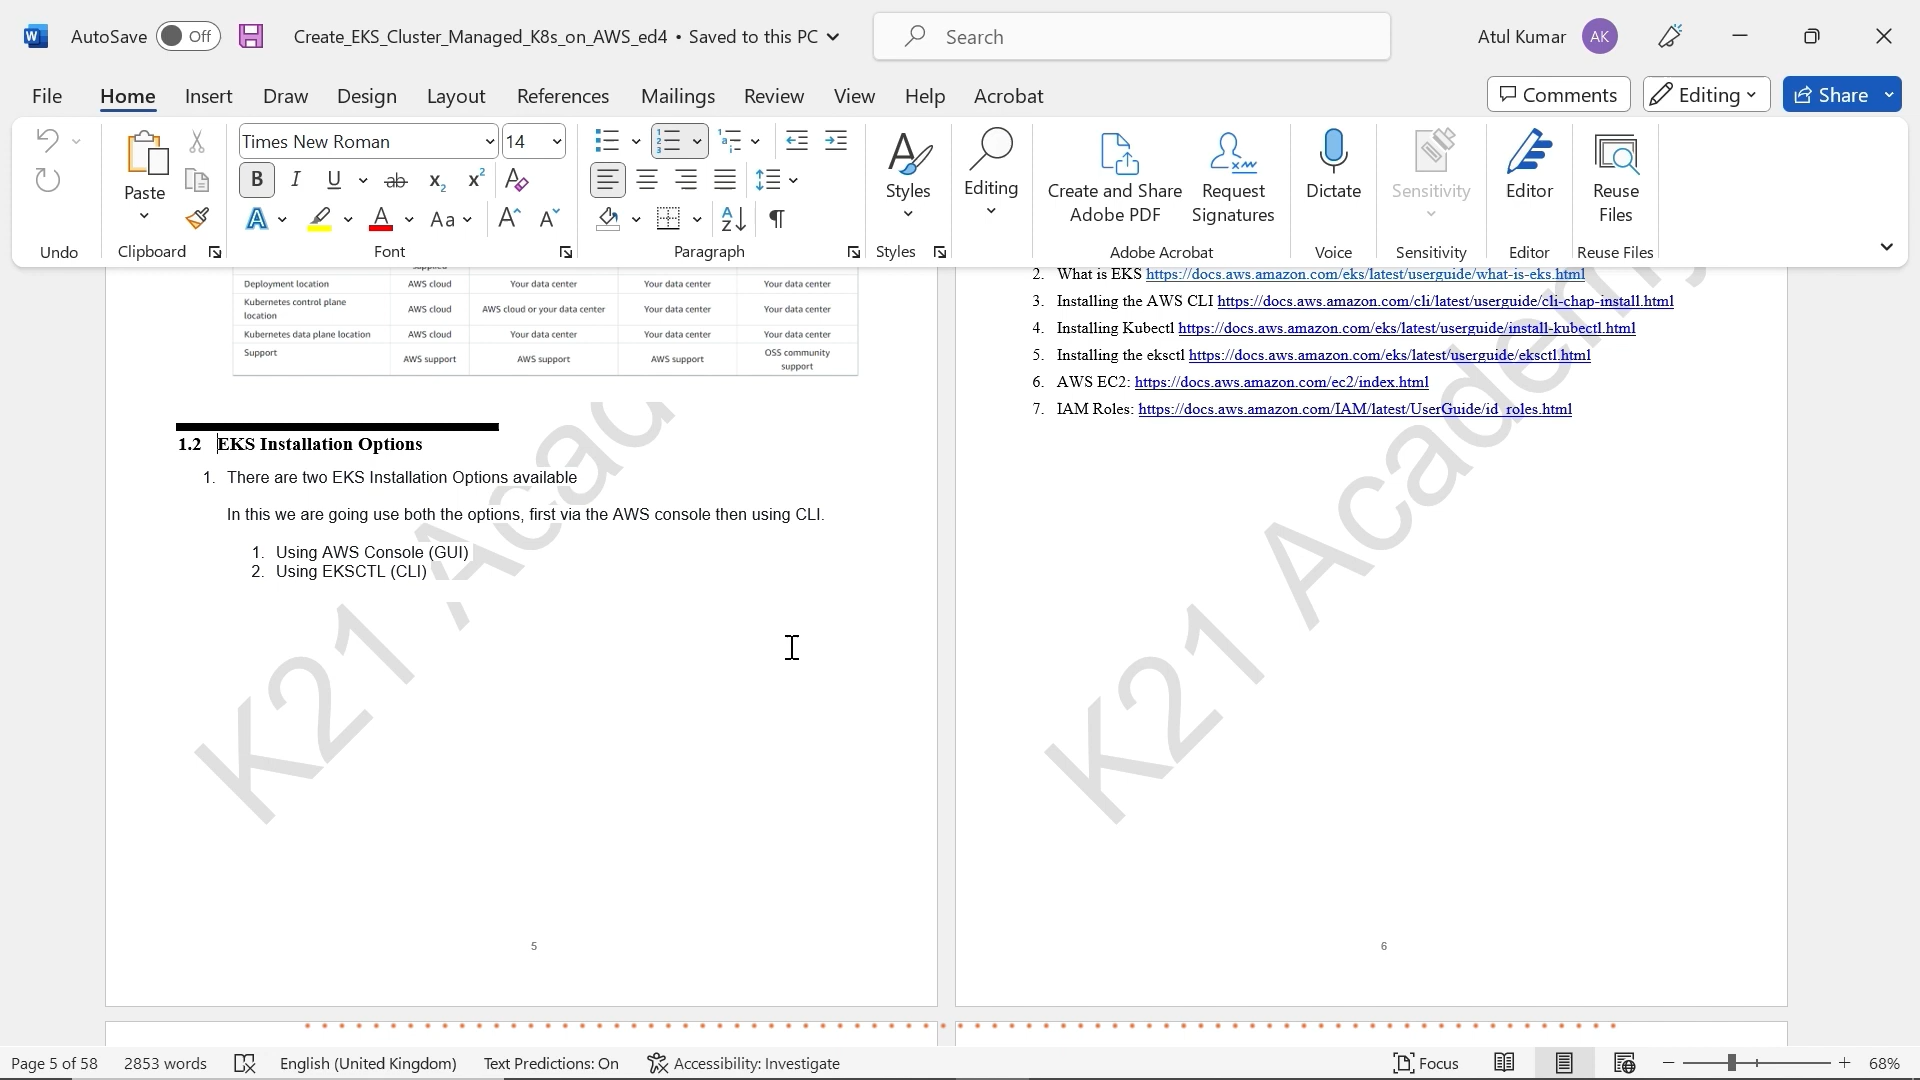 AutoSave Off Create_EKS_Cluster_Managed_K8s_on_AWS_ed4 • Saved to this PC Search Atul Kumar AK
File Home Insert Draw Design Layout References Mailings Review View Help Acrobat Comments Editing Share
Times New Roman 14
Paste
Styles
Editing
Create and Share Adobe PDF
Request Signatures
Dictate
Sensitivity
Editor
Reuse Files
Undo Clipboard Font Paragraph Styles Adobe Acrobat Voice Sensitivity Editor Reuse Files
Deployment location AWS cloud Your data center Your data center Your data center
Kubernetes control plane location AWS cloud AWS cloud or your data center Your data center Your data center
Kubernetes data plane location AWS cloud Your data center Your data center Your data center
Support AWS support AWS support AWS support OSS community support
1.2 EKS Installation Options
1. There are two EKS Installation Options available
In this we are going use both the options, first via the AWS console then using CLI.
1. Using AWS Console (GUI)
2. Using EKSCTL (CLI)
K21 Acad
5
2. What is EKS https://docs.aws.amazon.com/eks/latest/userguide/what-is-eks.html
3. Installing the AWS CLI https://docs.aws.amazon.com/cli/latest/userguide/cli-chap-install.html
4. Installing Kubectl https://docs.aws.amazon.com/eks/latest/userguide/install-kubectl.html
5. Installing the eksctl https://docs.aws.amazon.com/eks/latest/userguide/eksctl.html
6. AWS EC2: https://docs.aws.amazon.com/ec2/index.html
7. IAM Roles: https://docs.aws.amazon.com/IAM/latest/UserGuide/id_roles.html
K21 Academy
6
Page 5 of 58 2853 words English (United Kingdom) Text Predictions: On Accessibility: Investigate Focus 68%